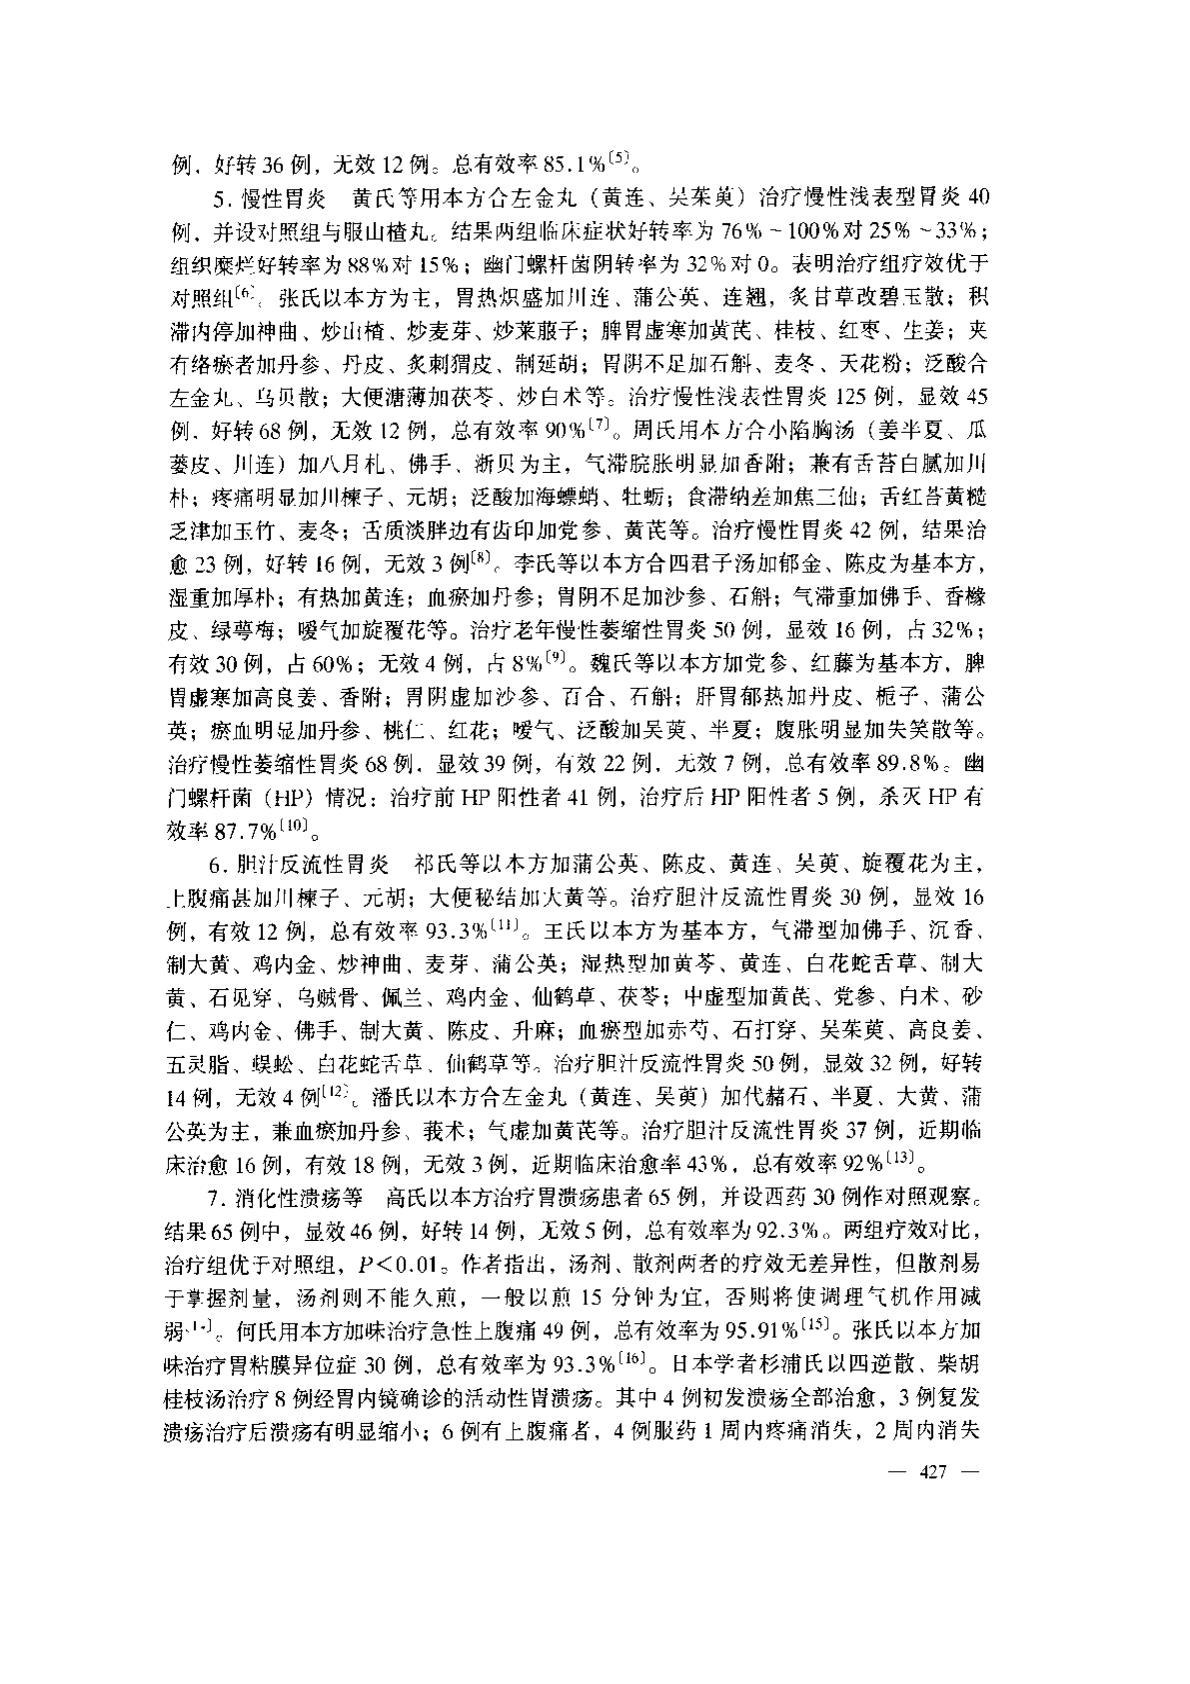 例，好转 36 例，无效 12 例。总有效率 85.1%〔5〕。
5. 慢性胃炎　黄氏等用本方合左金丸（黄连、吴茱萸）治疗慢性浅表型胃炎 40
例，并设对照组与服山楂丸。结果两组临床症状好转率为 76%～100%对 25%～33%；
组织糜烂好转率为 88%对 15%；幽门螺杆菌阴转率为 32%对 0。表明治疗组疗效优于
对照组〔6〕。张氏以本方为主，胃热炽盛加川连、蒲公英、连翘，炙甘草改碧玉散；积
滞内停加神曲、炒山楂、炒麦芽、炒莱菔子；脾胃虚寒加黄芪、桂枝、红枣、生姜；夹
有络瘀者加丹参、丹皮、炙刺猬皮、制延胡；胃阴不足加石斛、麦冬、天花粉；泛酸合
左金丸、乌贝散；大便溏薄加茯苓、炒白术等。治疗慢性浅表性胃炎 125 例，显效 45
例，好转 68 例，无效 12 例，总有效率 90%〔7〕。周氏用本方合小陷胸汤（姜半夏、瓜
蒌皮、川连）加八月札、佛手、浙贝为主，气滞脘胀明显加香附；兼有舌苔白腻加川
朴；疼痛明显加川楝子、元胡；泛酸加海螵蛸、牡蛎；食滞纳差加焦三仙；舌红苔黄糙
乏津加玉竹、麦冬；舌质淡胖边有齿印加党参、黄芪等。治疗慢性胃炎 42 例，结果治
愈 23 例，好转 16 例，无效 3 例〔8〕。李氏等以本方合四君子汤加郁金、陈皮为基本方，
湿重加厚朴；有热加黄连；血瘀加丹参；胃阴不足加沙参、石斛；气滞重加佛手、香橼
皮、绿萼梅；嗳气加旋覆花等。治疗老年慢性萎缩性胃炎 50 例，显效 16 例，占 32%；
有效 30 例，占 60%；无效 4 例，占 8%〔9〕。魏氏等以本方加党参、红藤为基本方，脾
胃虚寒加高良姜、香附；胃阴虚加沙参、百合、石斛；肝胃郁热加丹皮、栀子、蒲公
英；瘀血明显加丹参、桃仁、红花；嗳气、泛酸加吴萸、半夏；腹胀明显加失笑散等。
治疗慢性萎缩性胃炎 68 例，显效 39 例，有效 22 例，无效 7 例，总有效率 89.8%。幽
门螺杆菌（HP）情况：治疗前 HP 阳性者 41 例，治疗后 HP 阳性者 5 例，杀灭 HP 有
效率 87.7%〔10〕。
6. 胆汁反流性胃炎　祁氏等以本方加蒲公英、陈皮、黄连、吴萸、旋覆花为主，
上腹痛甚加川楝子、元胡；大便秘结加大黄等。治疗胆汁反流性胃炎 30 例，显效 16
例，有效 12 例，总有效率 93.3%〔11〕。王氏以本方为基本方，气滞型加佛手、沉香、
制大黄、鸡内金、炒神曲、麦芽、蒲公英；湿热型加黄芩、黄连、白花蛇舌草、制大
黄、石见穿、乌贼骨、佩兰、鸡内金、仙鹤草、茯苓；中虚型加黄芪、党参、白术、砂
仁、鸡内金、佛手、制大黄、陈皮、升麻；血瘀型加赤芍、石打穿、吴茱萸、高良姜、
五灵脂、蜈蚣、白花蛇舌草、仙鹤草等。治疗胆汁反流性胃炎 50 例，显效 32 例，好转
14 例，无效 4 例〔12〕。潘氏以本方合左金丸（黄连、吴萸）加代赭石、半夏、大黄、蒲
公英为主，兼血瘀加丹参、莪术；气虚加黄芪等。治疗胆汁反流性胃炎 37 例，近期临
床治愈 16 例，有效 18 例，无效 3 例，近期临床治愈率 43%，总有效率 92%〔13〕。
7. 消化性溃疡等　高氏以本方治疗胃溃疡患者 65 例，并设西药 30 例作对照观察。
结果 65 例中，显效 46 例，好转 14 例，无效 5 例，总有效率为 92.3%。两组疗效对比，
治疗组优于对照组，P＜0.01。作者指出，汤剂、散剂两者的疗效无差异性，但散剂易
于掌握剂量，汤剂则不能久煎，一般以煎 15 分钟为宜，否则将使调理气机作用减
弱。何氏用本方加味治疗急性上腹痛 49 例，总有效率为 95.91%〔15〕。张氏以本方加
味治疗胃粘膜异位症 30 例，总有效率为 93.3%〔16〕。日本学者杉浦氏以四逆散、柴胡
桂枝汤治疗 8 例经胃内镜确诊的活动性胃溃疡。其中 4 例初发溃疡全部治愈，3 例复发
溃疡治疗后溃疡有明显缩小；6 例有上腹痛者，4 例服药 1 周内疼痛消失，2 周内消失
— 427 —